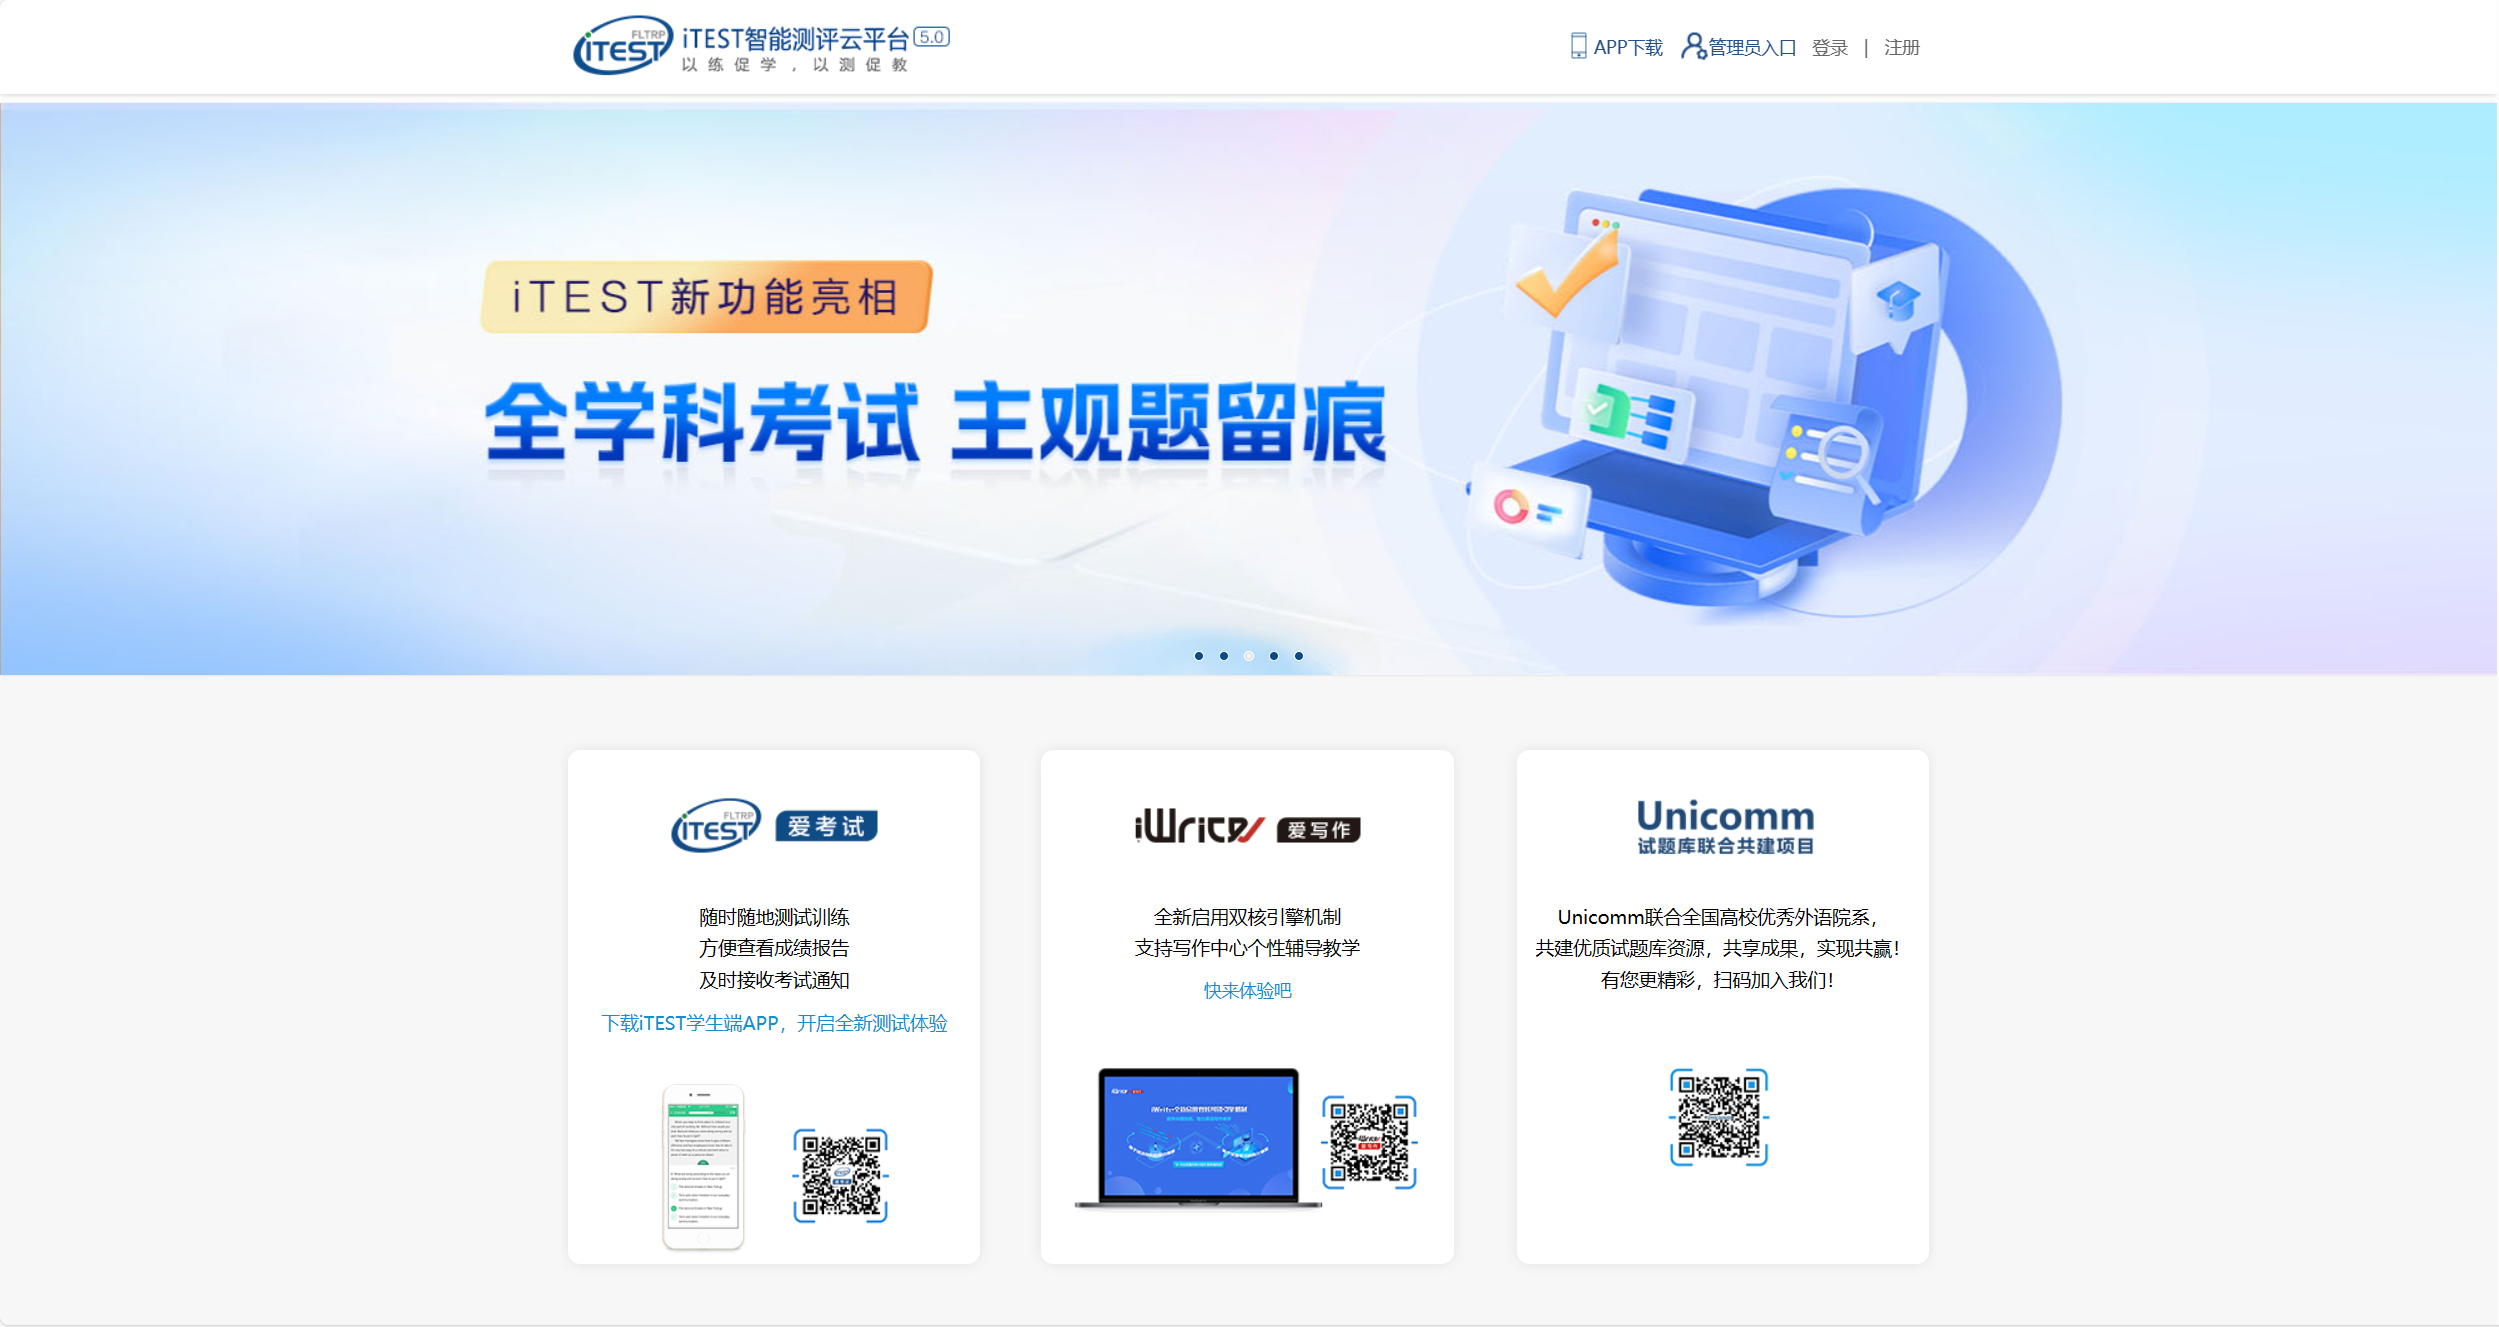 FLTRP
iTEST
iTEST智能测评云平台 5.0
以练促学，以测促教
APP下载
管理员入口
登录 | 注册
iTEST新功能亮相
全学科考试 主观题留痕
FLTRP
iTEST
爱考试
随时随地测试训练
方便查看成绩报告
及时接收考试通知
下载iTEST学生端APP，开启全新测试体验
iWrite
爱写作
全新启用双核引擎机制
支持写作中心个性辅导教学
快来体验吧
Unicomm
试题库联合共建项目
Unicomm联合全国高校优秀外语院系，
共建优质试题库资源，共享成果，实现共赢！
有您更精彩，扫码加入我们！